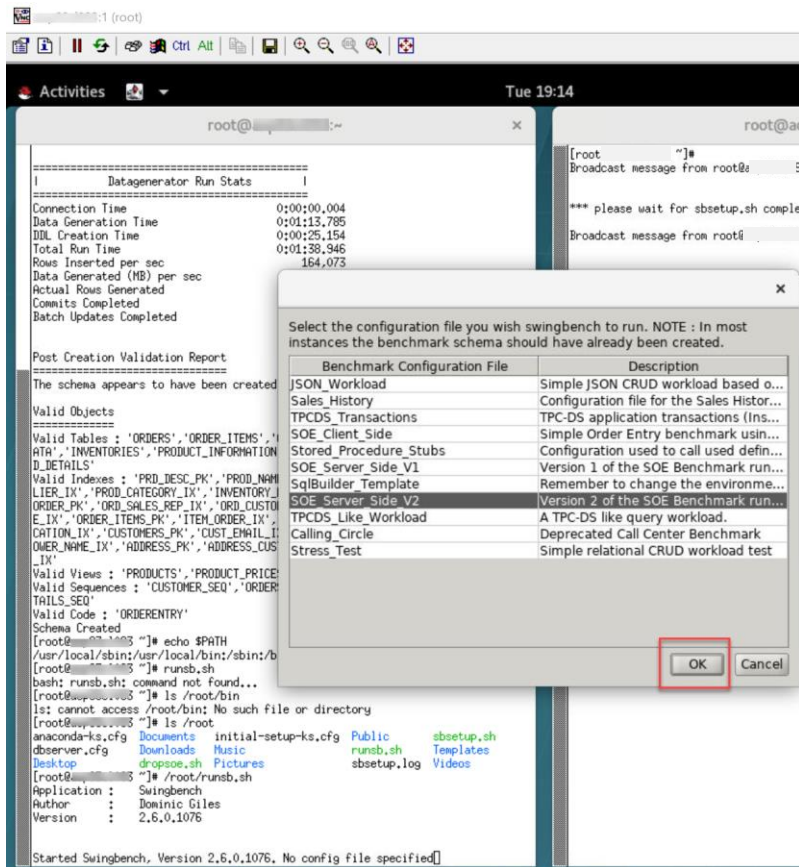 :1 (root)
Ctrl Alt
Activities
Tue 19:14
root@ :~
=============================================
| Datagenerator Run Stats |
=============================================
Connection Time 0:00:00.004
Data Generation Time 0:01:13.785
DDL Creation Time 0:00:25.154
Total Run Time 0:01:38.946
Rows Inserted per sec 164,073
Data Generated (MB) per sec
Actual Rows Generated
Commits Completed
Batch Updates Completed
Post Creation Validation Report
===============================
The schema appears to have been created
Valid Objects
=============
Valid Tables : 'ORDERS','ORDER_ITEMS','
ATA','INVENTORIES','PRODUCT_INFORMATION
D_DETAILS'
Valid Indexes : 'PRD_DESC_PK','PROD_NAM
LIER_IX','PROD_CATEGORY_IX','INVENTORY_
ORDER_PK','ORD_SALES_REP_IX','ORD_CUSTO
E_IX','ORDER_ITEMS_PK','ITEM_ORDER_IX',
CATION_IX','CUSTOMERS_PK','CUST_EMAIL_I
OWER_NAME_IX','ADDRESS_PK','ADDRESS_CUS
_IX'
Valid Views : 'PRODUCTS','PRODUCT_PRICE
Valid Sequences : 'CUSTOMER_SEQ','ORDER
TAILS_SEQ'
Valid Code : 'ORDERENTRY'
Schema Created
[root@ ~]# echo $PATH
/usr/local/sbin:/usr/local/bin:/sbin:/b
[root@ ~]# runsb.sh
bash: runsb.sh: command not found...
[root@ ~]# ls /root/bin
ls: cannot access /root/bin: No such file or directory
[root@ ~]# ls /root
anaconda-ks.cfg Documents initial-setup-ks.cfg Public sbsetup.sh
dbserver.cfg Downloads Music runsb.sh Templates
Desktop dropsoe.sh Pictures sbsetup.log Videos
[root@ ~]# /root/runsb.sh
Application : Swingbench
Author : Dominic Giles
Version : 2.6.0.1076
Started Swingbench, Version 2.6.0.1076. No config file specified
root@a
[root ~]#
Broadcast message from root@a
*** please wait for sbsetup.sh comple
Broadcast message from root@
Select the configuration file you wish swingbench to run. NOTE : In most
instances the benchmark schema should have already been created.
Benchmark Configuration File Description
JSON_Workload Simple JSON CRUD workload based o...
Sales_History Configuration file for the Sales Histor...
TPCDS_Transactions TPC-DS application transactions (Ins...
SOE_Client_Side Simple Order Entry benchmark usin...
Stored_Procedure_Stubs Configuration used to call used defin...
SOE_Server_Side_V1 Version 1 of the SOE Benchmark run...
SqlBuilder_Template Remember to change the environme...
SOE_Server_Side_V2 Version 2 of the SOE Benchmark run...
TPCDS_Like_Workload A TPC-DS like query workload.
Calling_Circle Deprecated Call Center Benchmark
Stress_Test Simple relational CRUD workload test
OK Cancel